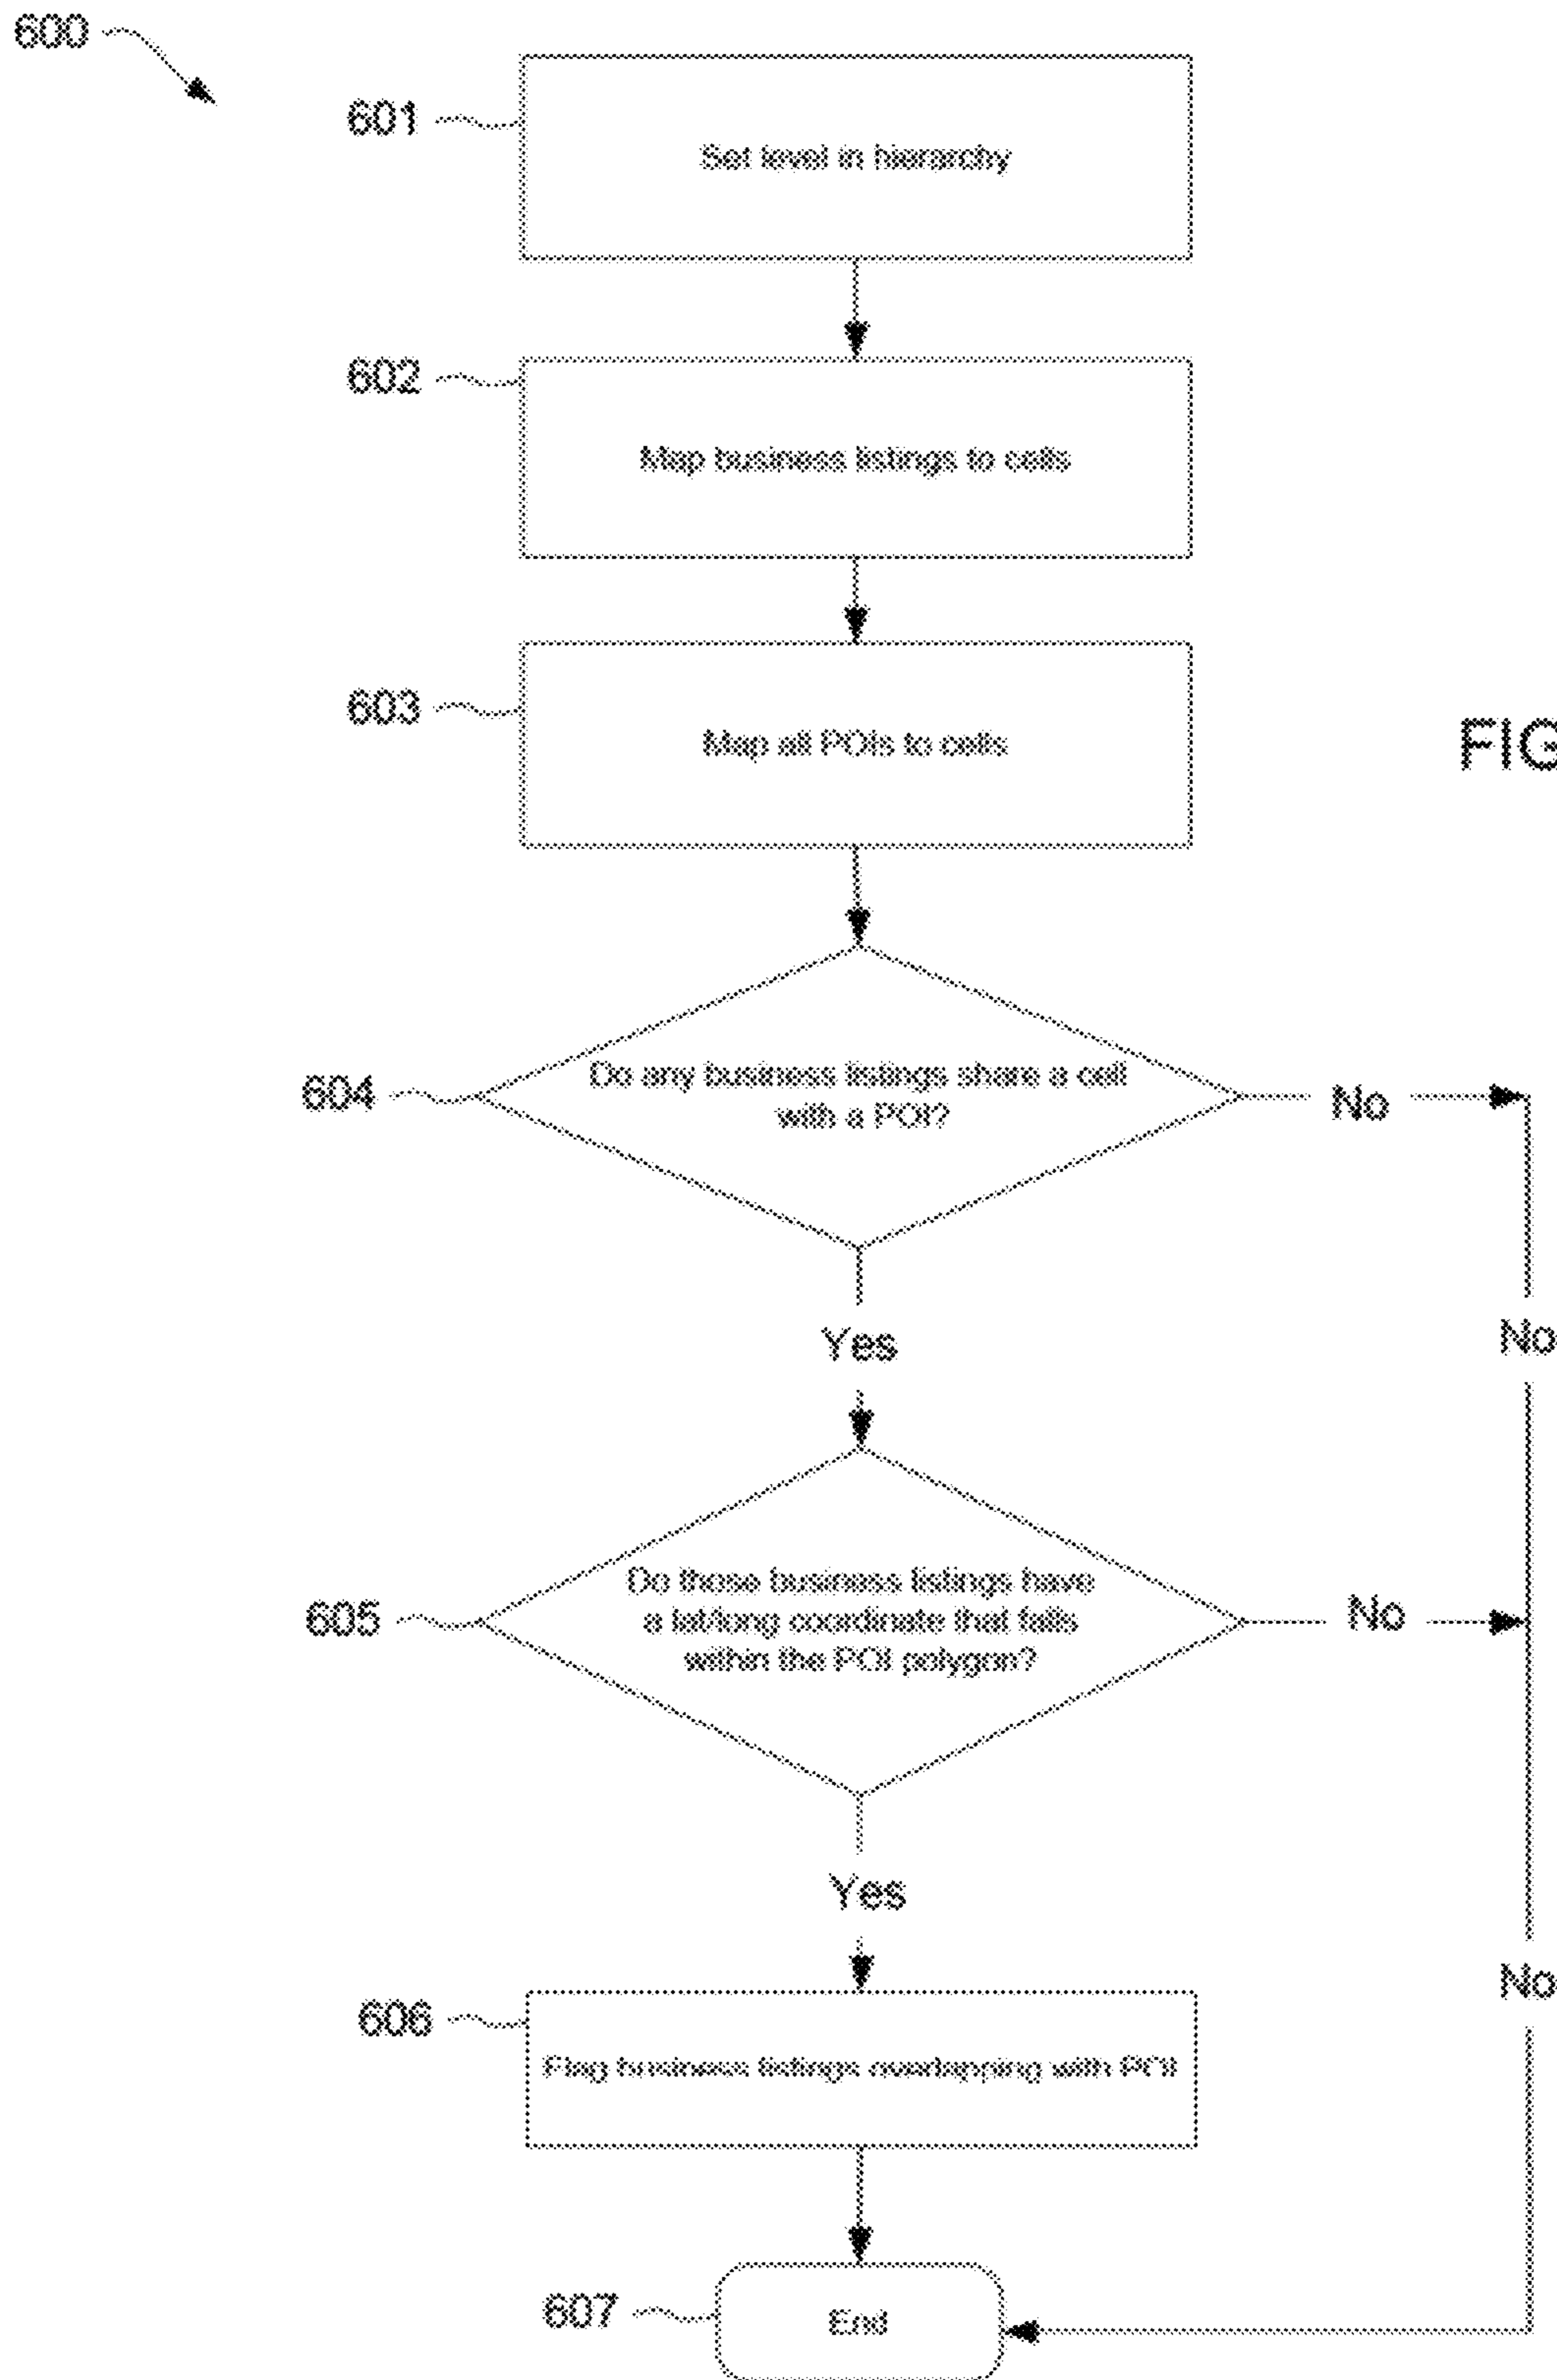 600
601
Set level in hierarchy
602
Map business listings to cells
603
Map all POIs to cells
FIG
604
Do any business listings share a cell
with a POI?
No
Yes
No
605
Do those business listings have
a lat/long coordinate that falls
within the POI polygon?
No
Yes
No
606
Flag business listings overlapping with POI
607
End